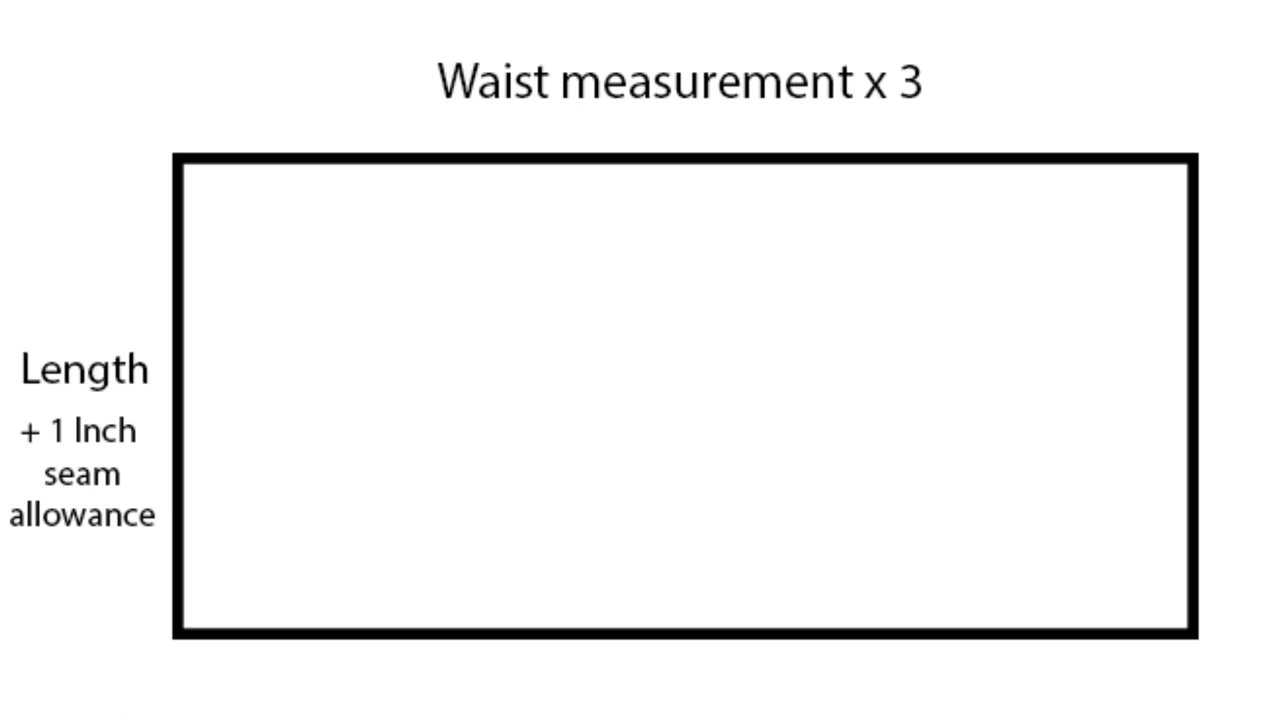 Waist measurement x 3
Length
+ 1 Inch
seam
allowance